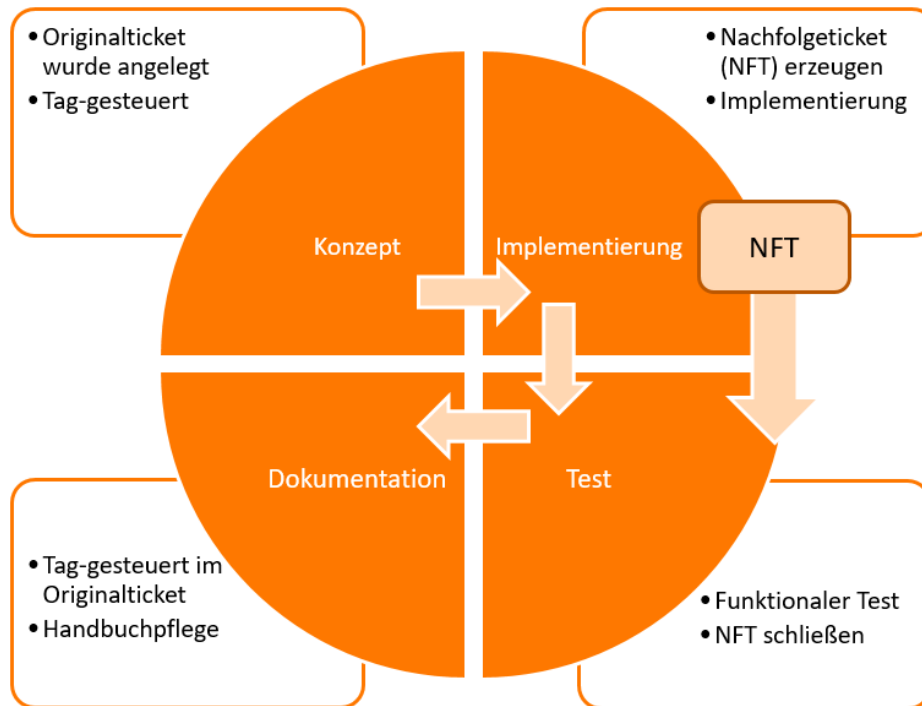 • Originalticket
wurde angelegt
• Tag-gesteuert
• Nachfolgeticket
(NFT) erzeugen
• Implementierung
Konzept
Implementierung
NFT
Dokumentation
Test
• Tag-gesteuert im
Originalticket
• Handbuchpflege
• Funktionaler Test
• NFT schließen